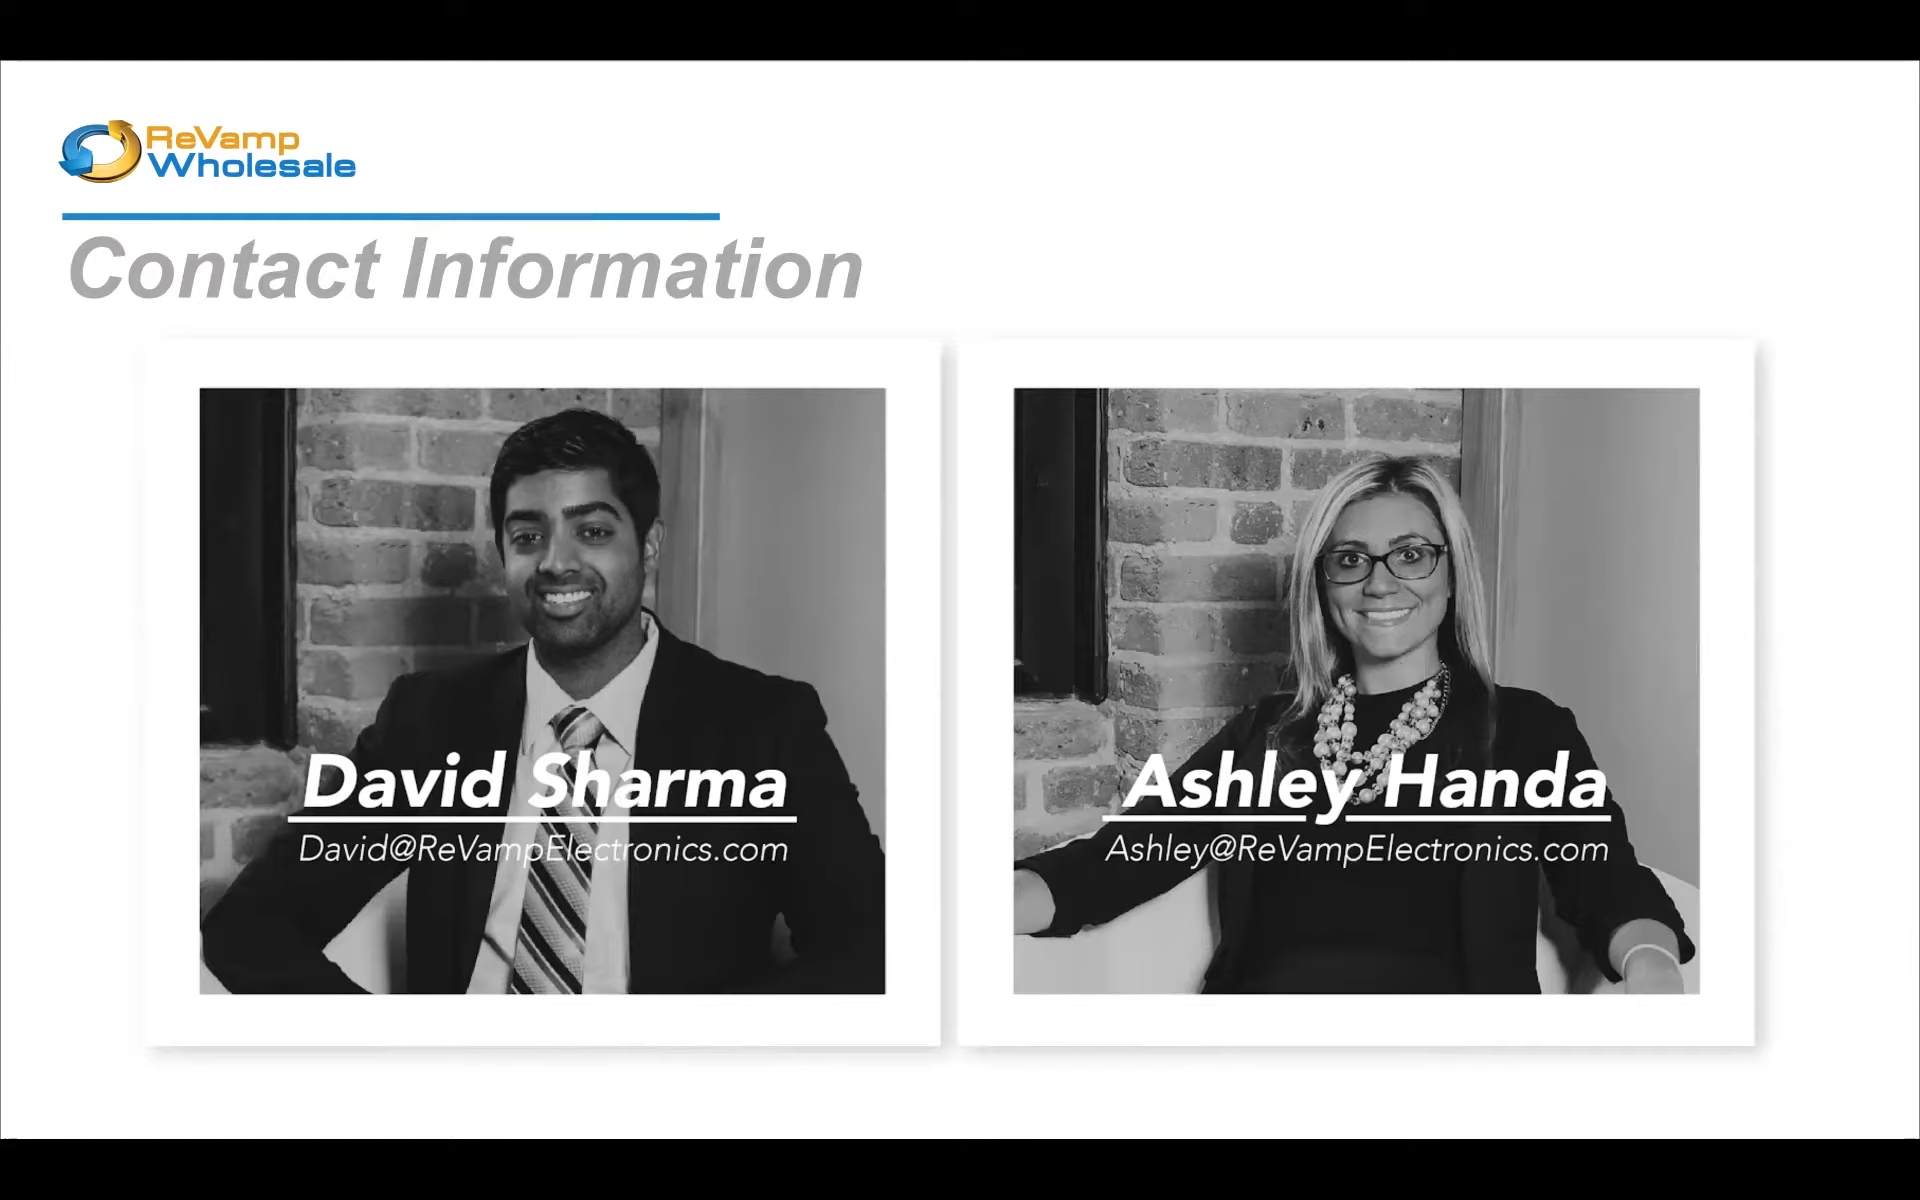 ReVamp
Wholesale
Contact Information
David Sharma
David@ReVampElectronics.com
Ashley Handa
Ashley@ReVampElectronics.com